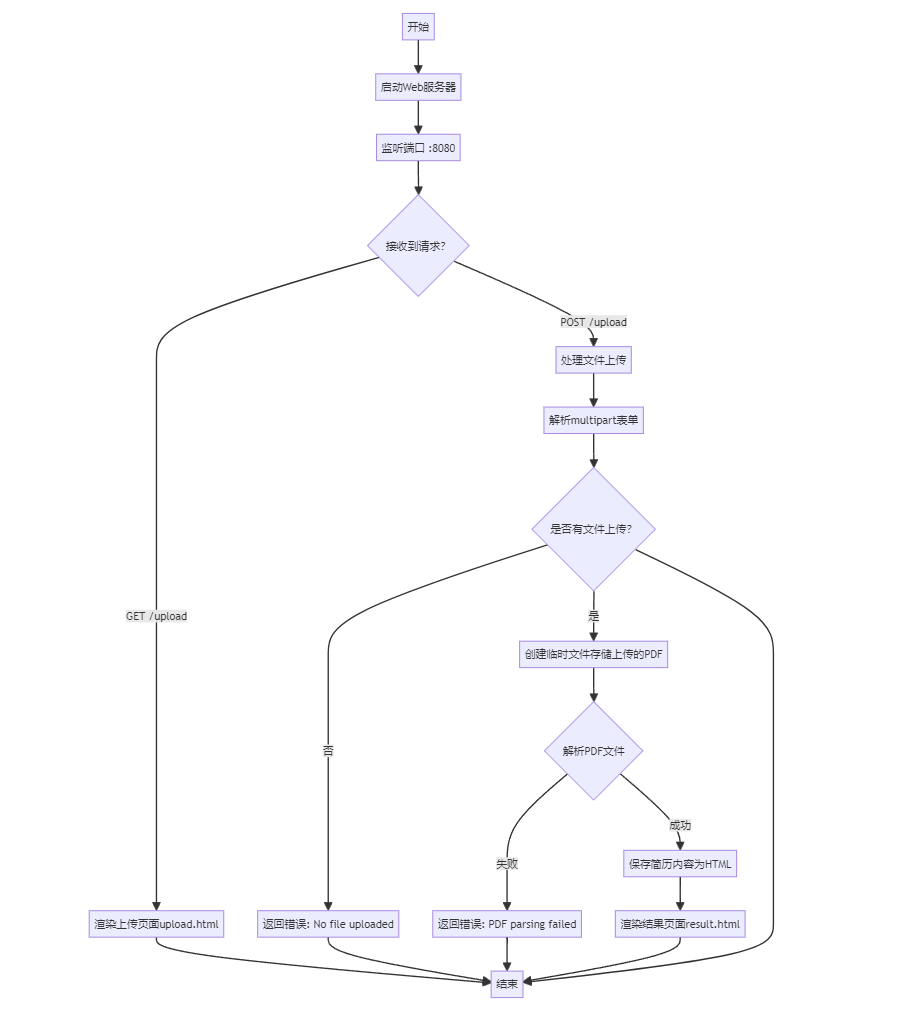 开始
启动Web服务器
监听端口 :8080
接收到请求?
POST /upload
处理文件上传
解析multipart表单
是否有文件上传?
GET /upload
是
创建临时文件存储上传的PDF
否
解析PDF文件
成功
失败
保存简历内容为HTML
渲染上传页面upload.html
返回错误: No file uploaded
返回错误: PDF parsing failed
渲染结果页面result.html
结束